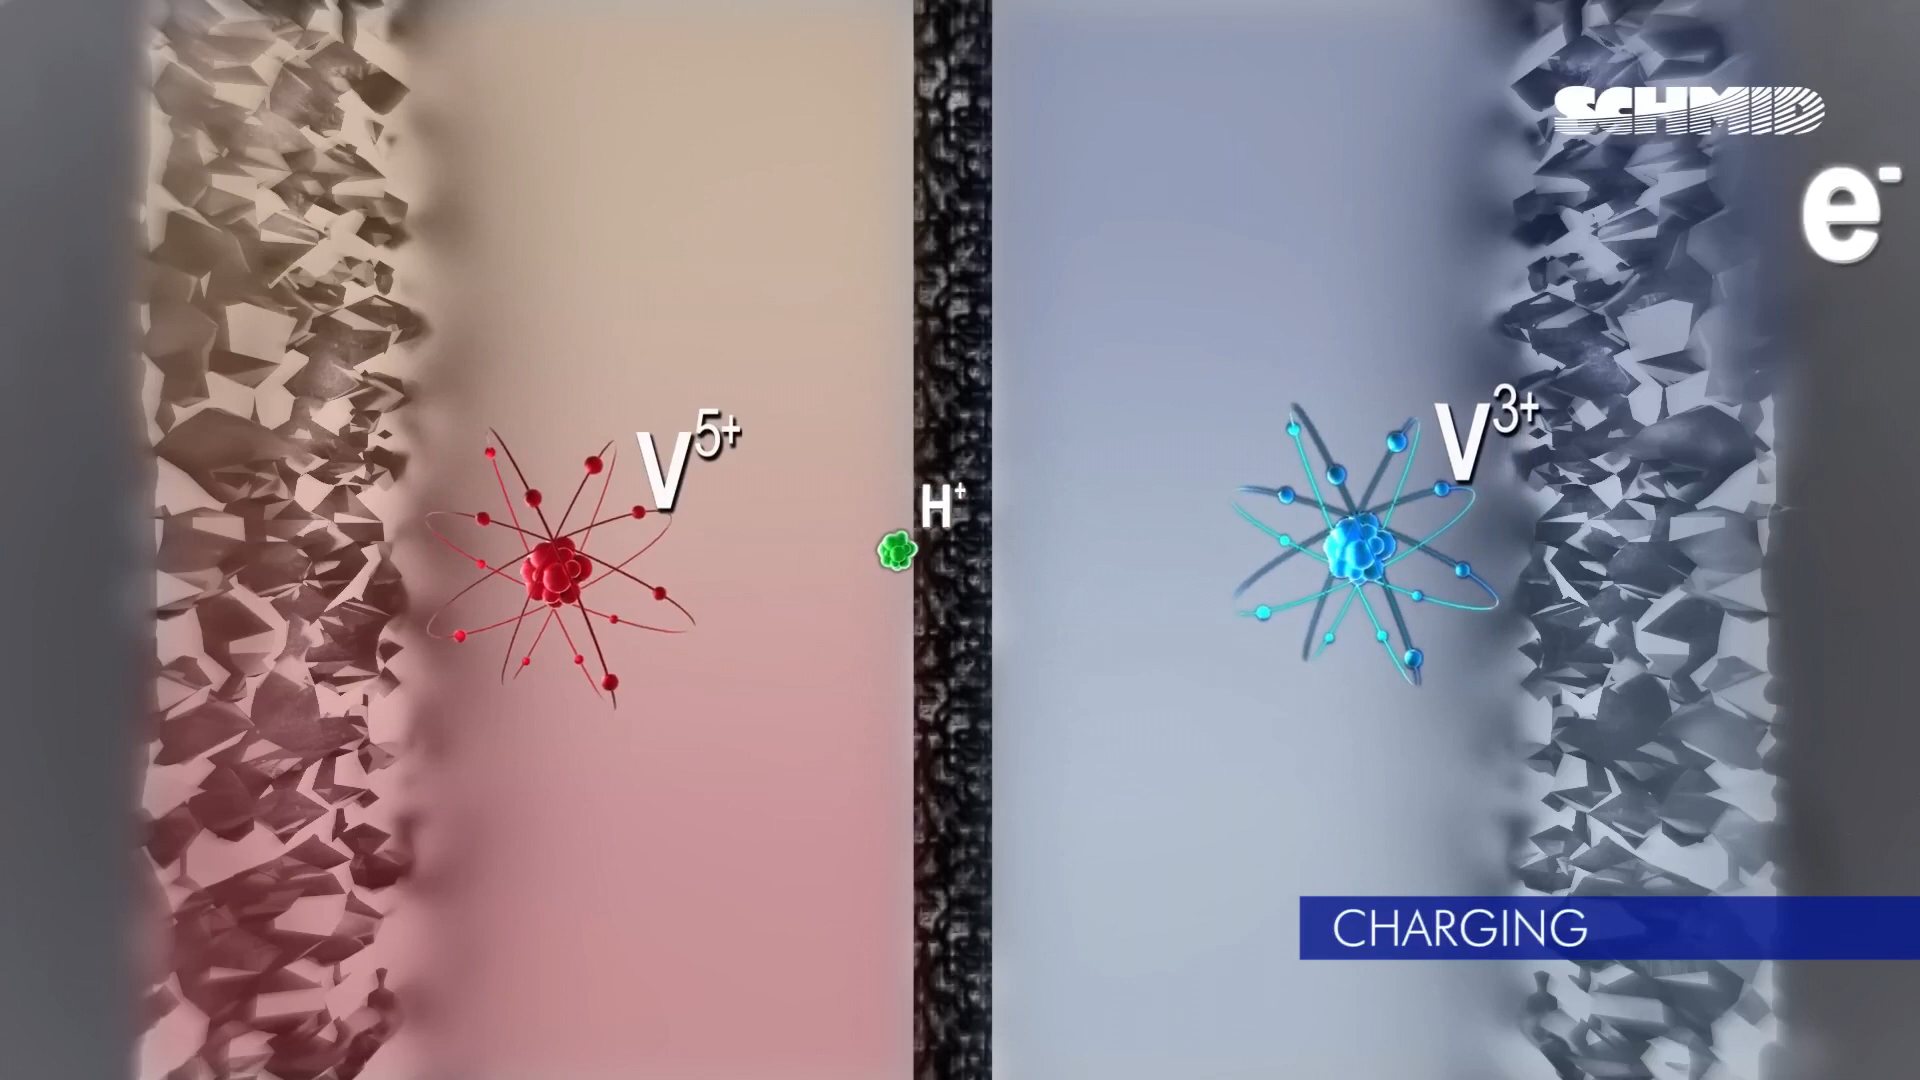 SCHMID
e⁻
V³⁺
V⁵⁺
H⁺
CHARGING